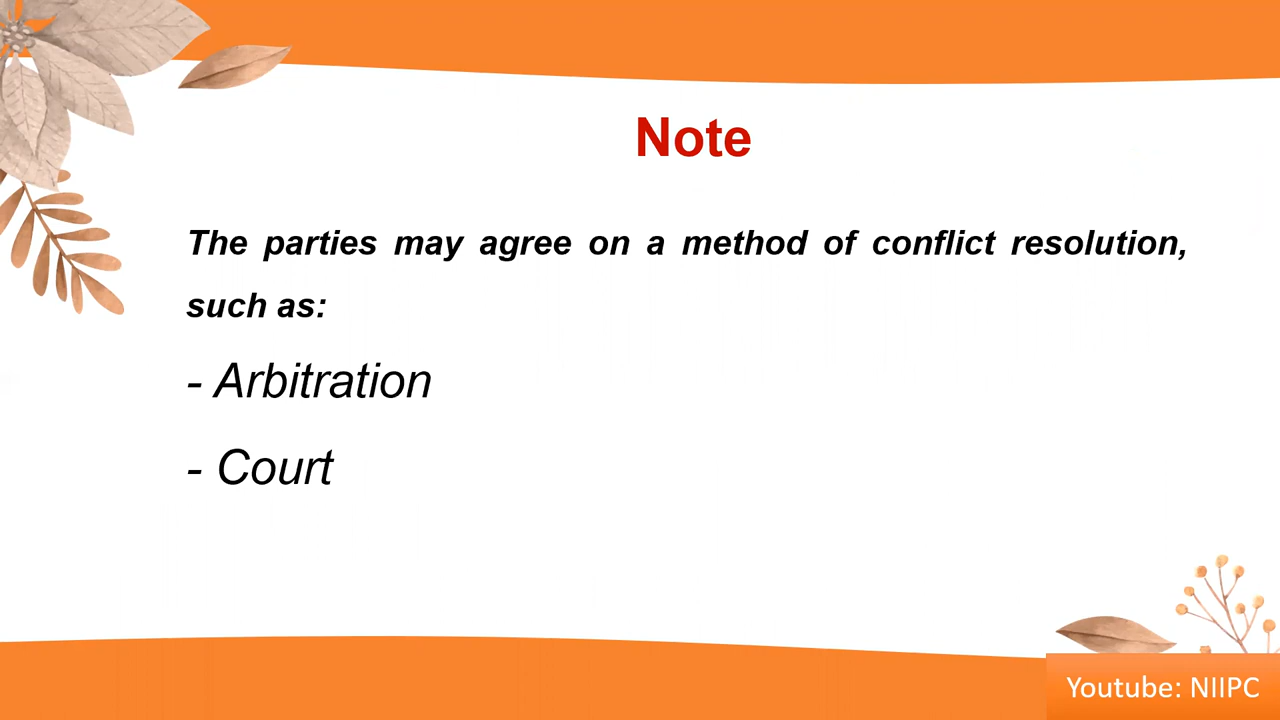 Note
The parties may agree on a method of conflict resolution,
such as:
- Arbitration
- Court
Youtube: NIIPC